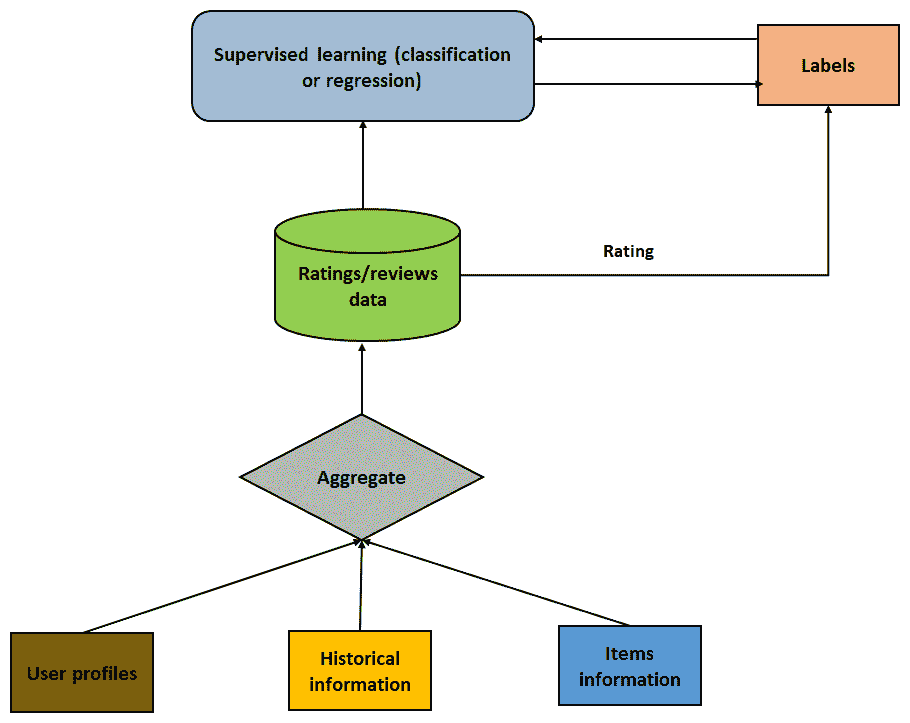 Supervised learning (classification
or regression)
Labels
Rating
Ratings/reviews
data
Aggregate
User profiles
Historical
information
Items
information